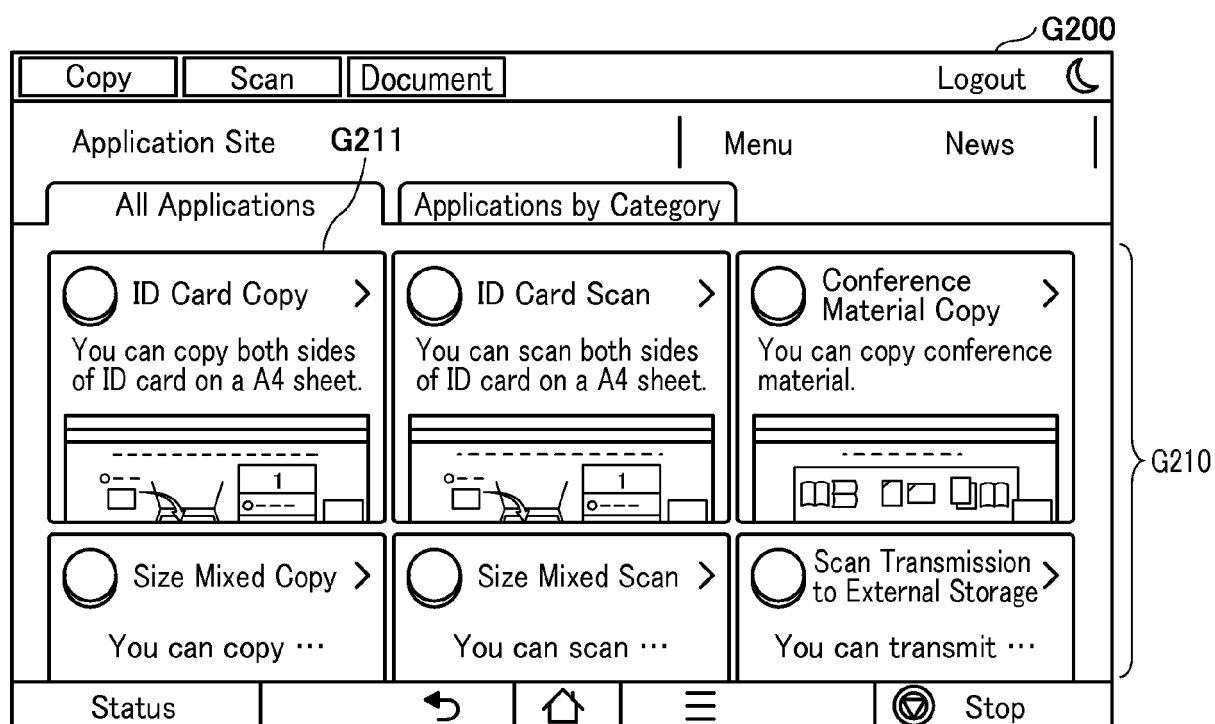 G200
Copy Scan Document Logout
Application Site G211 Menu News
All Applications Applications by Category
ID Card Copy
You can copy both sides
of ID card on a A4 sheet.
1
ID Card Scan
You can scan both sides
of ID card on a A4 sheet.
1
Conference
Material Copy
You can copy conference
material.
G210
Size Mixed Copy
You can copy ···
Size Mixed Scan
You can scan ···
Scan Transmission
to External Storage
You can transmit ···
Status Stop